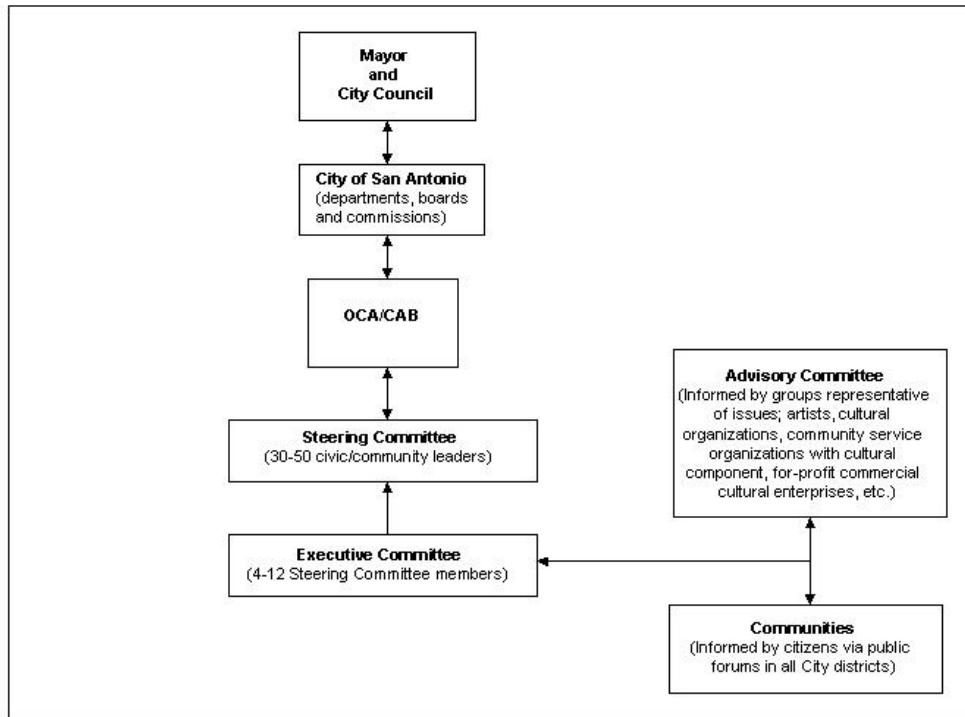 Mayor
and
City Council
City of San Antonio
(departments, boards
and commissions)
OCA/CAB
Steering Committee
(30-50 civic/community leaders)
Executive Committee
(4-12 Steering Committee members)
Advisory Committee
(Informed by groups representative
of issues; artists, cultural
organizations, community service
organizations with cultural
component, for-profit commercial
cultural enterprises, etc.)
Communities
(Informed by citizens via public
forums in all City districts)